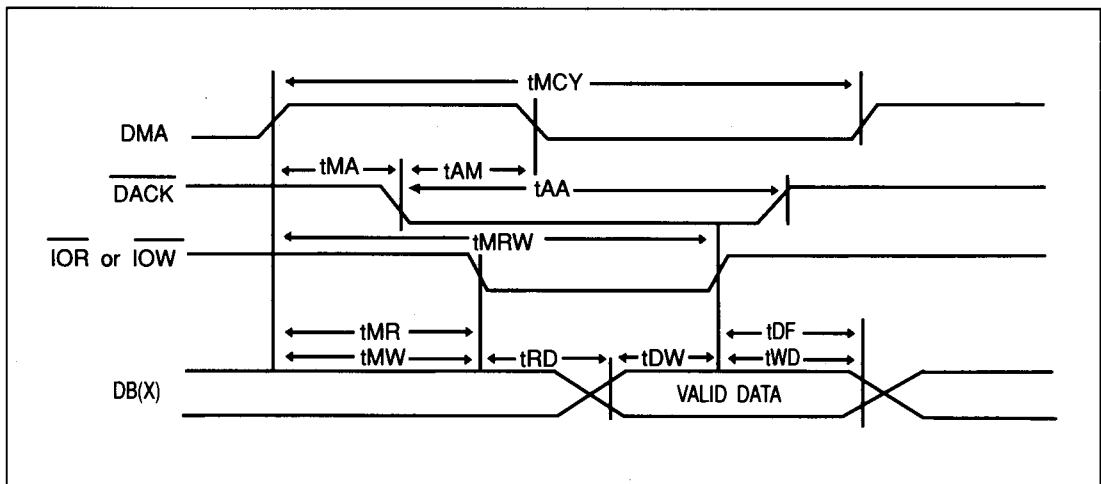 tMCY
DMA
tMA tAM
DACK
tAA
tMRW
IOR or IOW
tMR tDF
tMW tRD tDW tWD
DB(X) VALID DATA